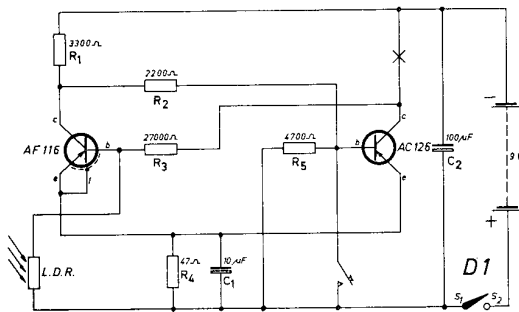 3300Ω
R1
2200Ω
R2
c
c
AF 116
b
27000Ω
R3
4700Ω
R5
b
AC 126
100µF
C2
−
9V
+
e
f
e
L.D.R.
47Ω
R4
10µF
C1
D1
S1
S2